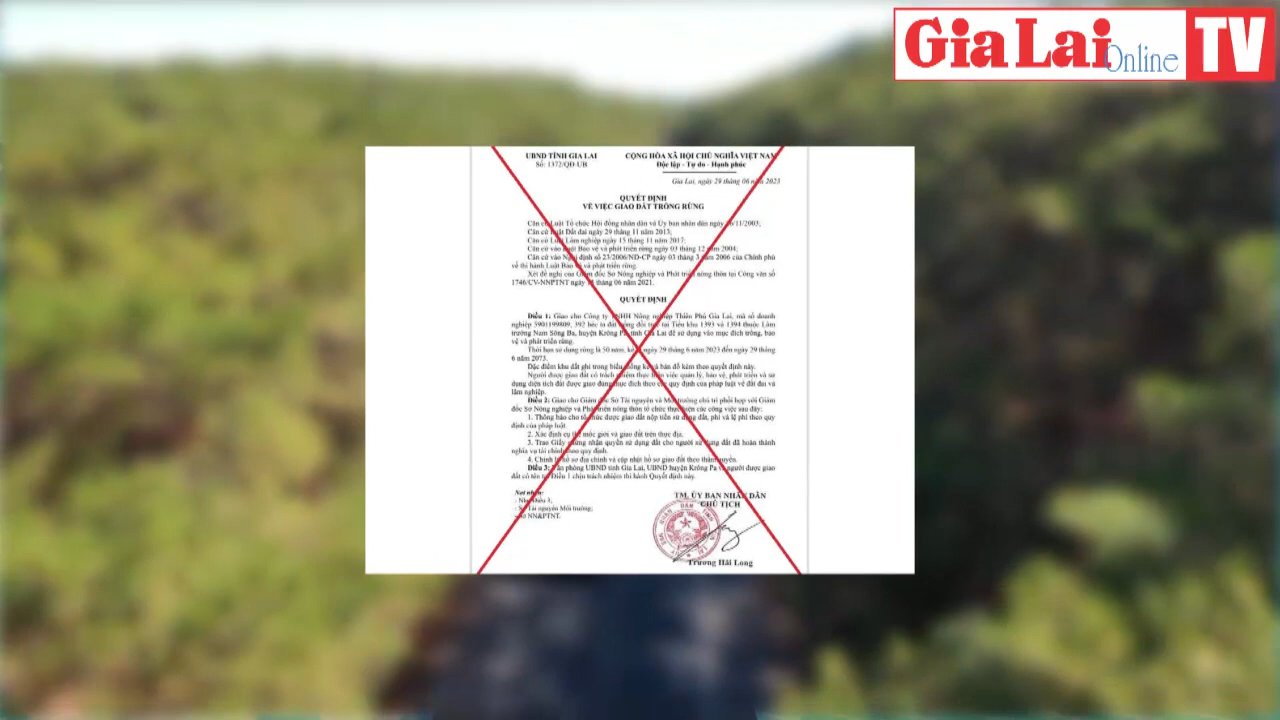 Gia Lai Online TV
UBND TỈNH GIA LAI
Số: 1372/QĐ-UB
CỘNG HÒA XÃ HỘI CHỦ NGHĨA VIỆT NAM
Độc lập - Tự do - Hạnh phúc
Gia Lai, ngày 29 tháng 06 năm 2023
QUYẾT ĐỊNH
VỀ VIỆC GIAO ĐẤT TRỒNG RỪNG
Căn cứ Luật Tổ chức Hội đồng nhân dân và Ủy ban nhân dân ngày /11/2003;
Căn cứ Luật Đất đai ngày 29 tháng 11 năm 2013;
Căn cứ Luật Lâm nghiệp ngày 15 tháng 11 năm 2017;
Căn cứ vào Luật Bảo vệ và phát triển rừng ngày 03 tháng 12 năm 2004;
Căn cứ vào Nghị định số 23/2006/NĐ-CP ngày 03 tháng 3 năm 2006 của Chính phủ
về thi hành Luật Bảo vệ và phát triển rừng;
Xét đề nghị của Giám đốc Sở Nông nghiệp và Phát triển nông thôn tại Công văn số
1746/CV-NNPTNT ngày tháng 06 năm 2021.
QUYẾT ĐỊNH
Điều 1: Giao cho Công ty TNHH Nông nghiệp Thiên Phú Gia Lai, mã số doanh
nghiệp 5901199809, 392 héc ta đất trống đồi trọc tại Tiểu khu 1393 và 1394 thuộc Lâm
trường Nam Sông Ba, huyện Krông Pa, tỉnh Gia Lai để sử dụng vào mục đích trồng, bảo
vệ và phát triển rừng.
Thời hạn sử dụng rừng là 50 năm, kể từ ngày 29 tháng 6 năm 2023 đến ngày 29 tháng
6 năm 2073.
Đặc điểm khu đất ghi trong biểu thống kê và bản đồ kèm theo quyết định này.
Người được giao đất có trách nhiệm thực hiện việc quản lý, bảo vệ, phát triển và sử
dụng diện tích đất được giao đúng mục đích theo các quy định của pháp luật về đất đai và
lâm nghiệp.
Điều 2: Giao cho Giám đốc Sở Tài nguyên và Môi trường chủ trì phối hợp với Giám
đốc Sở Nông nghiệp và Phát triển nông thôn tổ chức thực hiện các công việc sau đây:
1. Thông báo cho tổ chức được giao đất nộp tiền sử dụng đất, phí và lệ phí theo quy
định của pháp luật.
2. Xác định cụ thể mốc giới và giao đất trên thực địa.
3. Trao Giấy chứng nhận quyền sử dụng đất cho người sử dụng đất đã hoàn thành
nghĩa vụ tài chính theo quy định.
4. Chỉnh lý hồ sơ địa chính và cập nhật hồ sơ giao đất theo thẩm quyền.
Điều 3: Văn phòng UBND tỉnh Gia Lai, UBND huyện Krông Pa và người được giao
đất có tên tại Điều 1 chịu trách nhiệm thi hành Quyết định này.
Nơi nhận:
- Như Điều 3;
- Sở Tài nguyên Môi trường;
- Sở NN&PTNT.
TM. ỦY BAN NHÂN DÂN
CHỦ TỊCH
Trương Hải Long